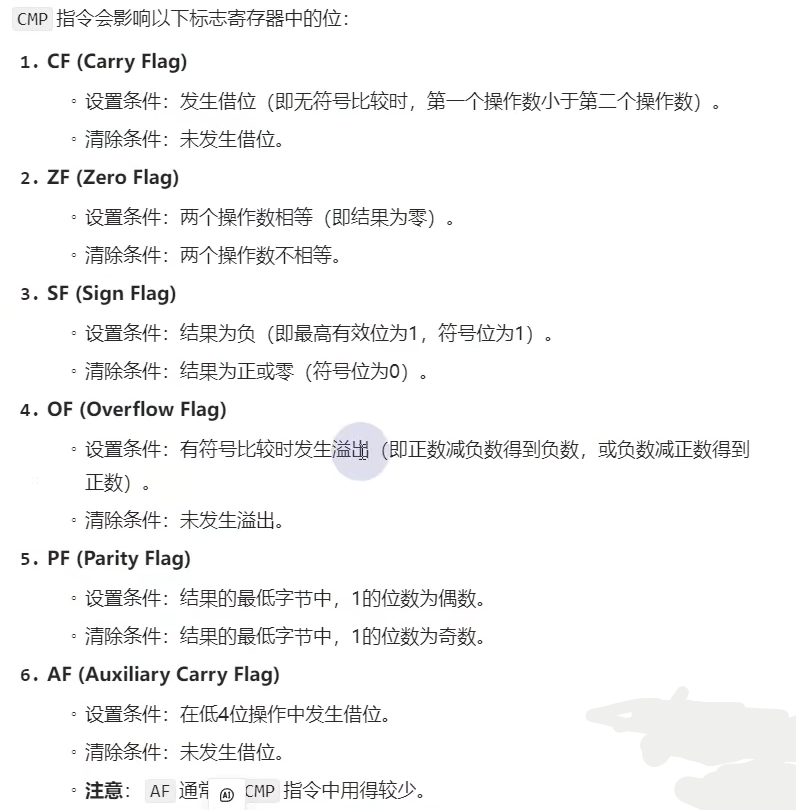 CMP 指令会影响以下标志寄存器中的位：
1. CF (Carry Flag)
◦ 设置条件：发生借位（即无符号比较时，第一个操作数小于第二个操作数）。
◦ 清除条件：未发生借位。
2. ZF (Zero Flag)
◦ 设置条件：两个操作数相等（即结果为零）。
◦ 清除条件：两个操作数不相等。
3. SF (Sign Flag)
◦ 设置条件：结果为负（即最高有效位为1，符号位为1）。
◦ 清除条件：结果为正或零（符号位为0）。
4. OF (Overflow Flag)
◦ 设置条件：有符号比较时发生溢出（即正数减负数得到负数，或负数减正数得到
正数）。
◦ 清除条件：未发生溢出。
5. PF (Parity Flag)
◦ 设置条件：结果的最低字节中，1的位数为偶数。
◦ 清除条件：结果的最低字节中，1的位数为奇数。
6. AF (Auxiliary Carry Flag)
◦ 设置条件：在低4位操作中发生借位。
◦ 清除条件：未发生借位。
◦ 注意： AF 通常 CMP 指令中用得较少。